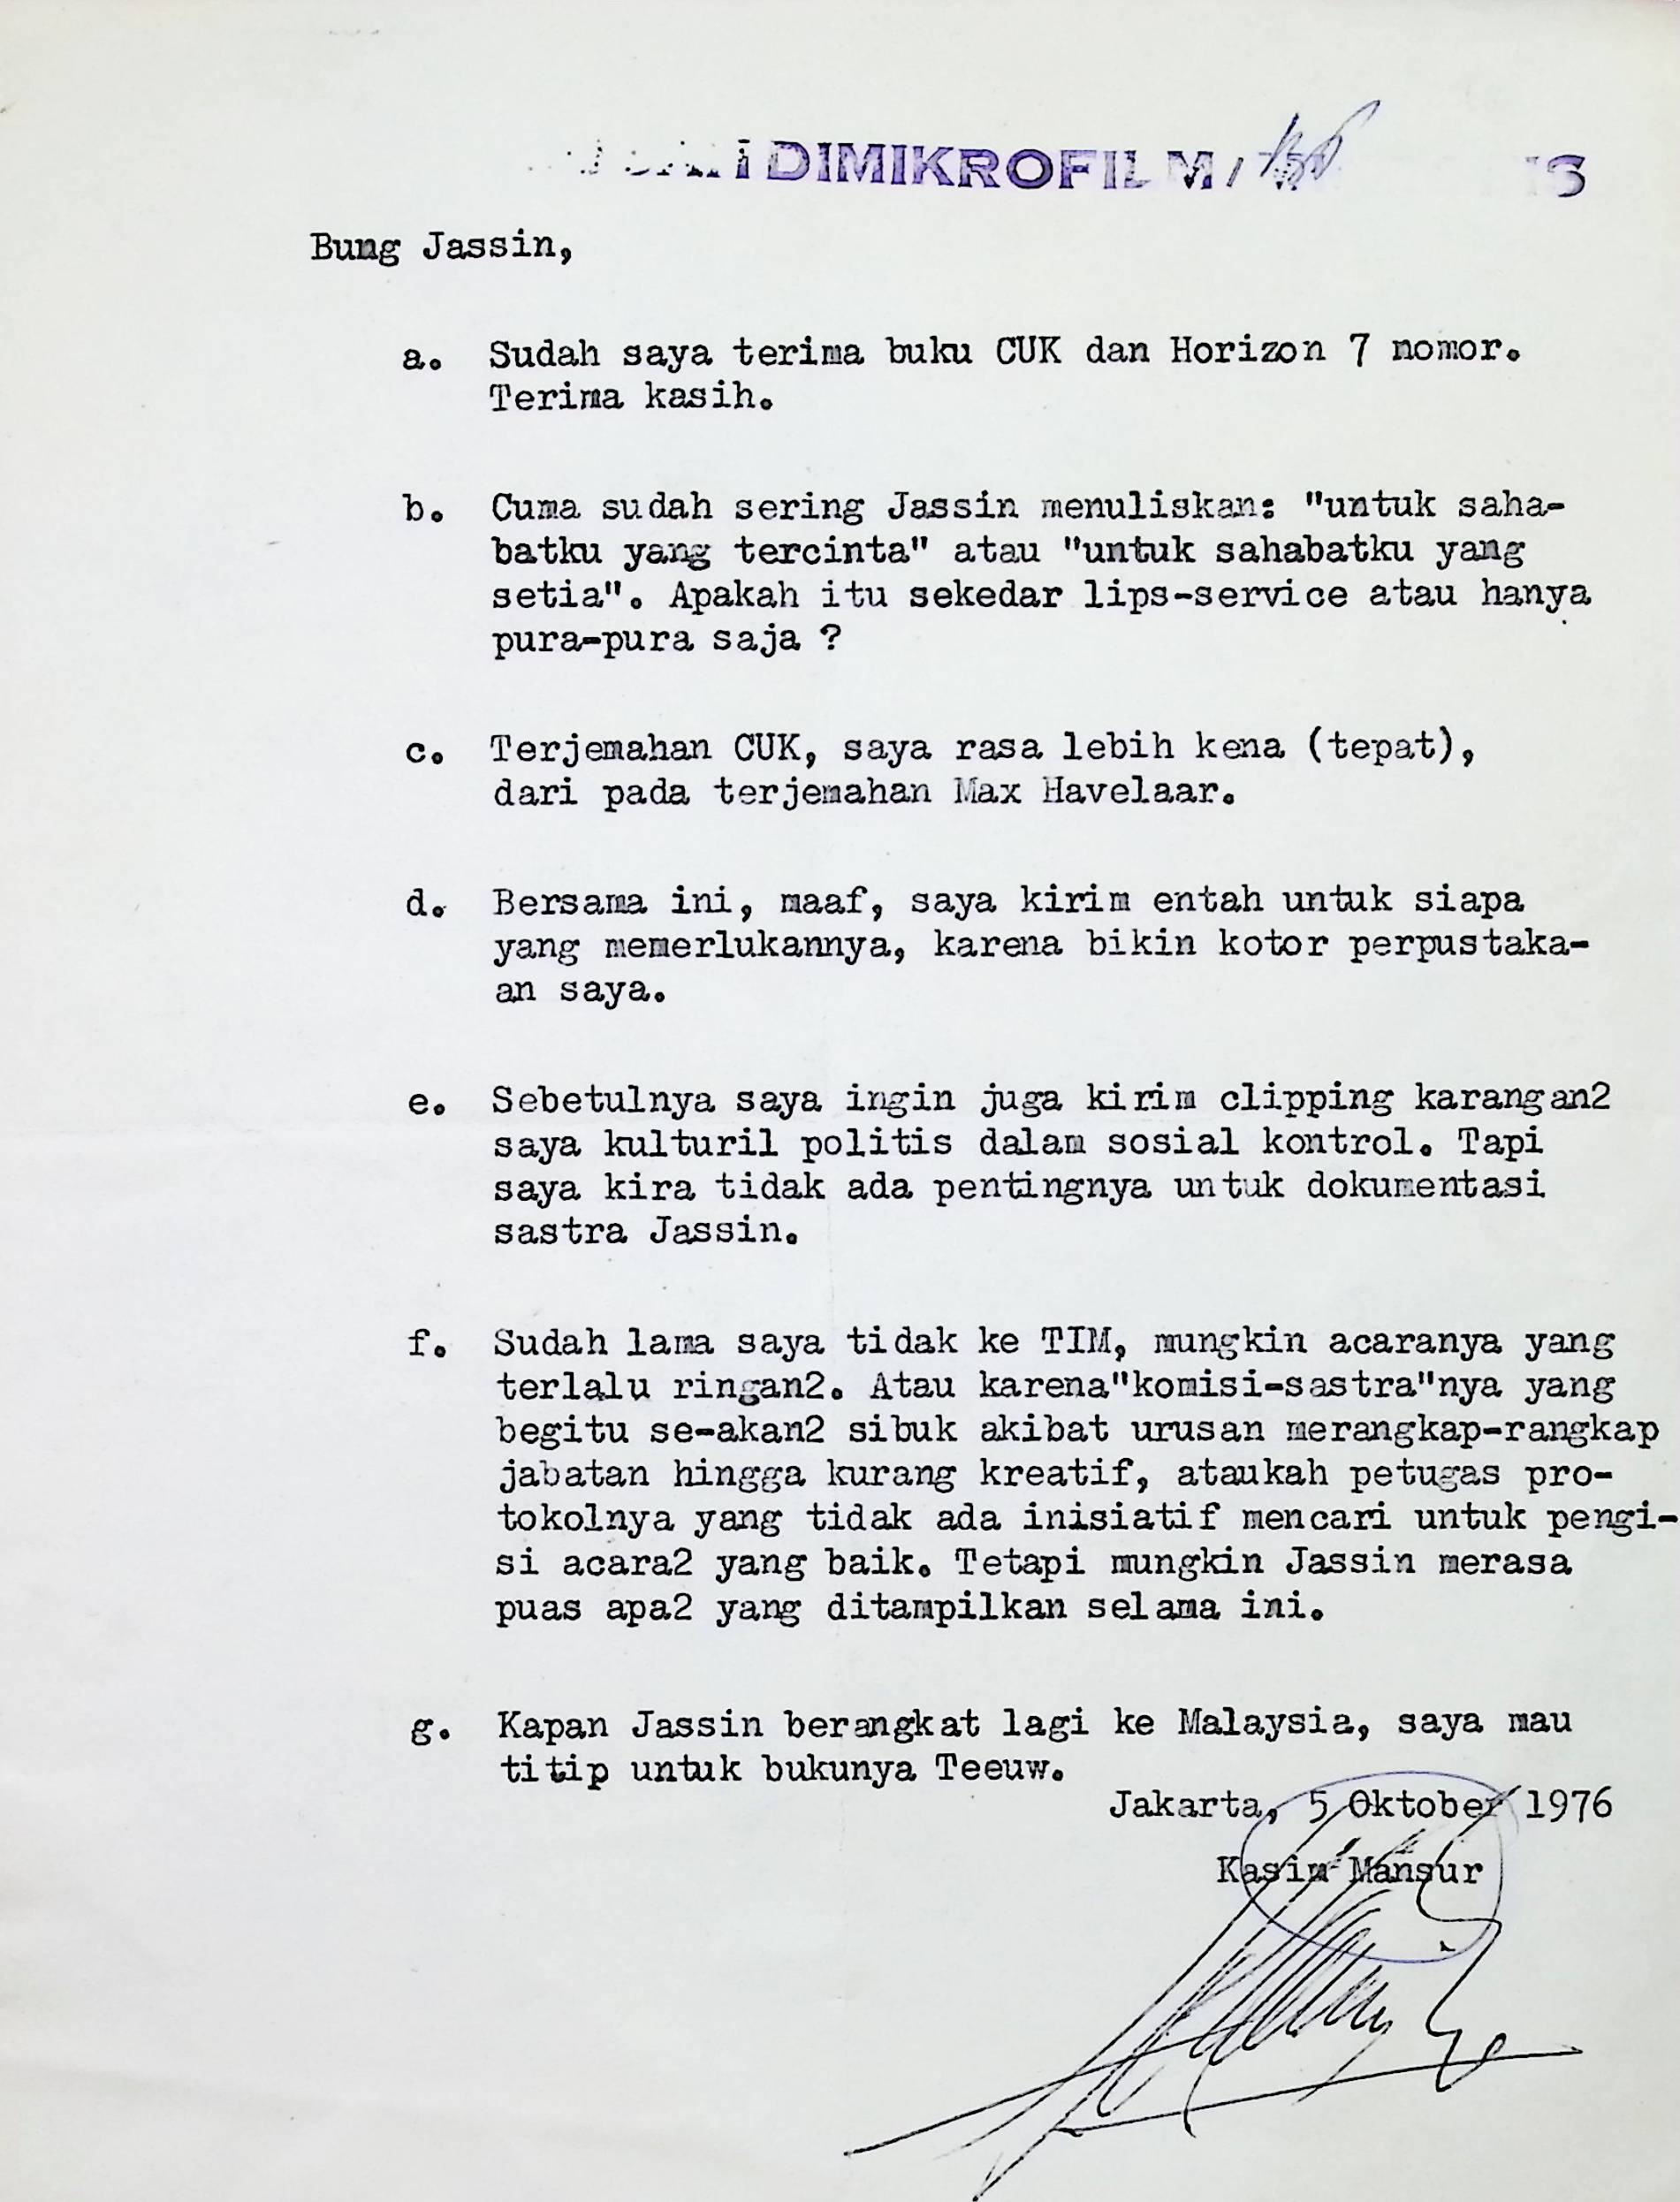 DIMIKROFILM
Bung Jassin,
a. Sudah saya terima buku CUK dan Horizon 7 nomor.
Terima kasih.
b. Cuma sudah sering Jassin menuliskan: "untuk saha-
batku yang tercinta" atau "untuk sahabatku yang
setia". Apakah itu sekedar lips-service atau hanya
pura-pura saja ?
c. Terjemahan CUK, saya rasa lebih kena (tepat),
dari pada terjemahan Max Havelaar.
d. Bersama ini, maaf, saya kirim entah untuk siapa
yang memerlukannya, karena bikin kotor perpustaka-
an saya.
e. Sebetulnya saya ingin juga kirim clipping karangan2
saya kulturil politis dalam sosial kontrol. Tapi
saya kira tidak ada pentingnya untuk dokumentasi
sastra Jassin.
f. Sudah lama saya tidak ke TIM, mungkin acaranya yang
terlalu ringan2. Atau karena"komisi-sastra"nya yang
begitu se-akan2 sibuk akibat urusan merangkap-rangkap
jabatan hingga kurang kreatif, ataukah petugas pro-
tokolnya yang tidak ada inisiatif mencari untuk pengi-
si acara2 yang baik. Tetapi mungkin Jassin merasa
puas apa2 yang ditampilkan selama ini.
g. Kapan Jassin berangkat lagi ke Malaysia, saya mau
titip untuk bukunya Teeuw.
Jakarta, 5 Oktober 1976
Kasim Mansur